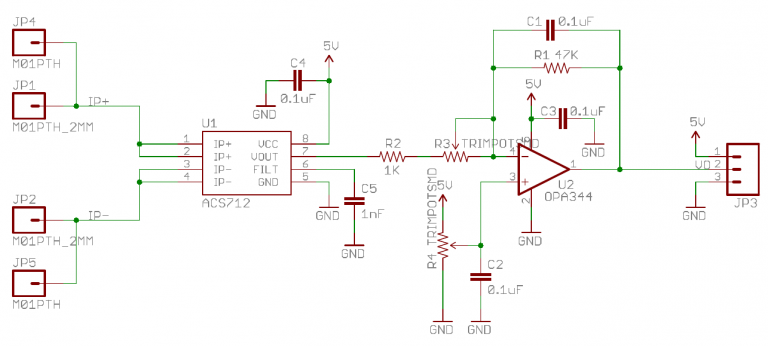 JP4
M01PTH
JP1
M01PTH_2MM
IP+
JP2
M01PTH_2MM
IP-
JP5
M01PTH
U1
1 IP+ VCC 8
2 IP+ VOUT 7
3 IP- FILT 6
4 IP- GND 5
ACS712
5V
C4
0.1uF
GND
GND
C5
1nF
GND
R2
1K
R3 TRIMPOTSMD
C1 0.1uF
R1 47K
5V
C3 0.1uF
GND
4
3
1
2
U2
OPA344
GND
5V
R4 TRIMPOTSMD
GND
C2
0.1uF
GND
5V
VO
1
2
3
GND
JP3